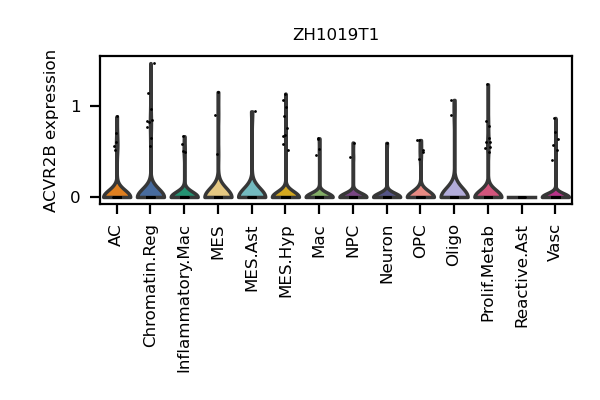 ZH1019T1
ACVR2B expression
1
0
AC
Chromatin.Reg
Inflammatory.Mac
MES
MES.Ast
MES.Hyp
Mac
NPC
Neuron
OPC
Oligo
Prolif.Metab
Reactive.Ast
Vasc